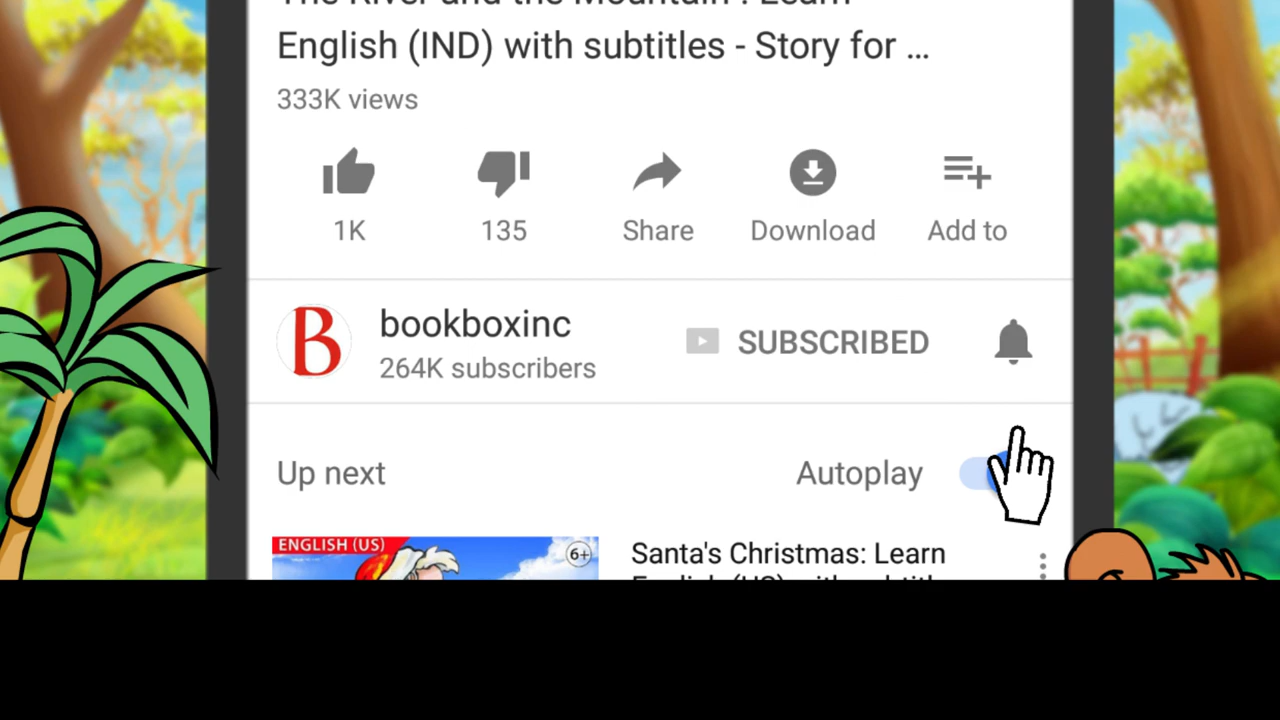 English (IND) with subtitles - Story for ...
333K views
1K
135
Share
Download
Add to
B
bookboxinc
264K subscribers
SUBSCRIBED
Up next
Autoplay
ENGLISH (US)
6+
Santa's Christmas: Learn